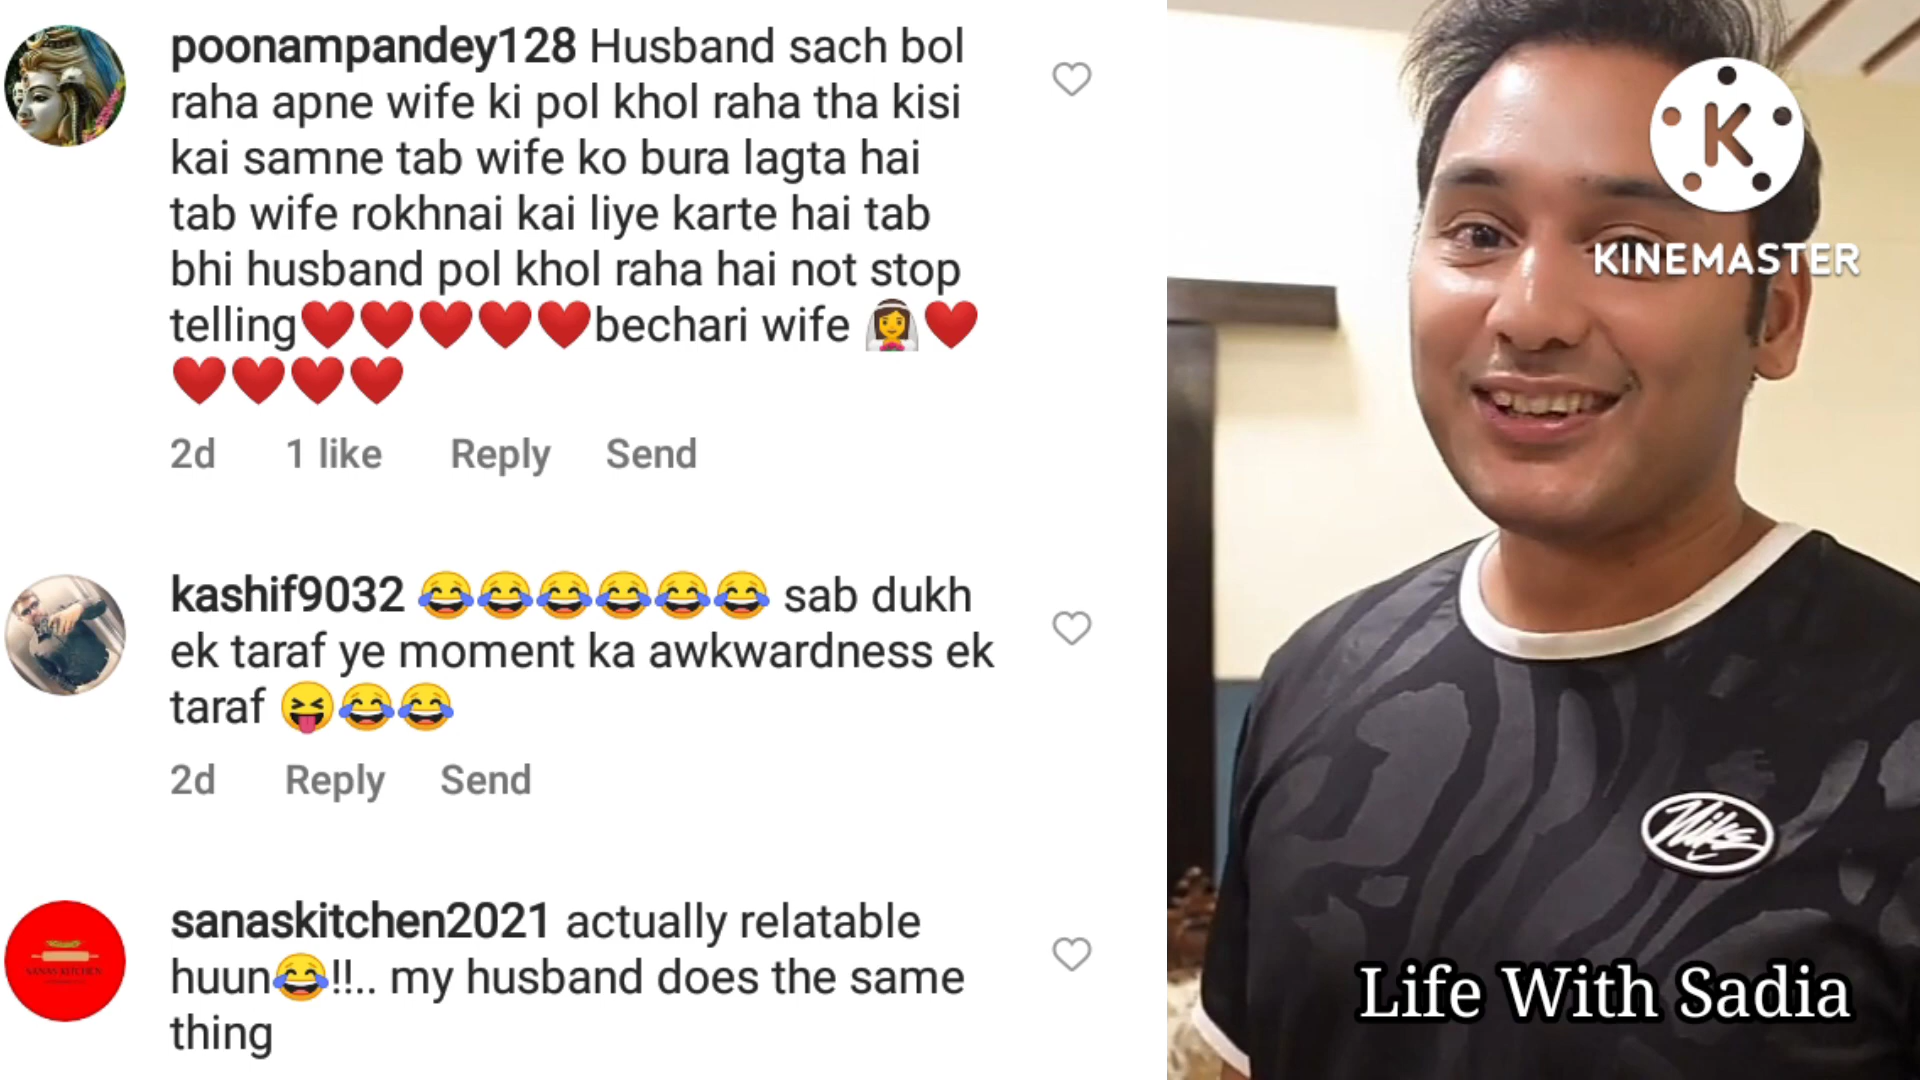 poonampandey128 Husband sach bol
raha apne wife ki pol khol raha tha kisi
kai samne tab wife ko bura lagta hai
tab wife rokhnai kai liye karte hai tab
bhi husband pol khol raha hai not stop
telling❤️❤️❤️❤️❤️bechari wife 👰❤️
❤️❤️❤️❤️
2d 1 like Reply Send
kashif9032 😂😂😂😂😂😂 sab dukh
ek taraf ye moment ka awkwardness ek
taraf 😝😂😂
2d Reply Send
SANAS KITCHEN
sanaskitchen2021 actually relatable
huun😂!!.. my husband does the same
thing
K
KINEMASTER
Nike
Life With Sadia